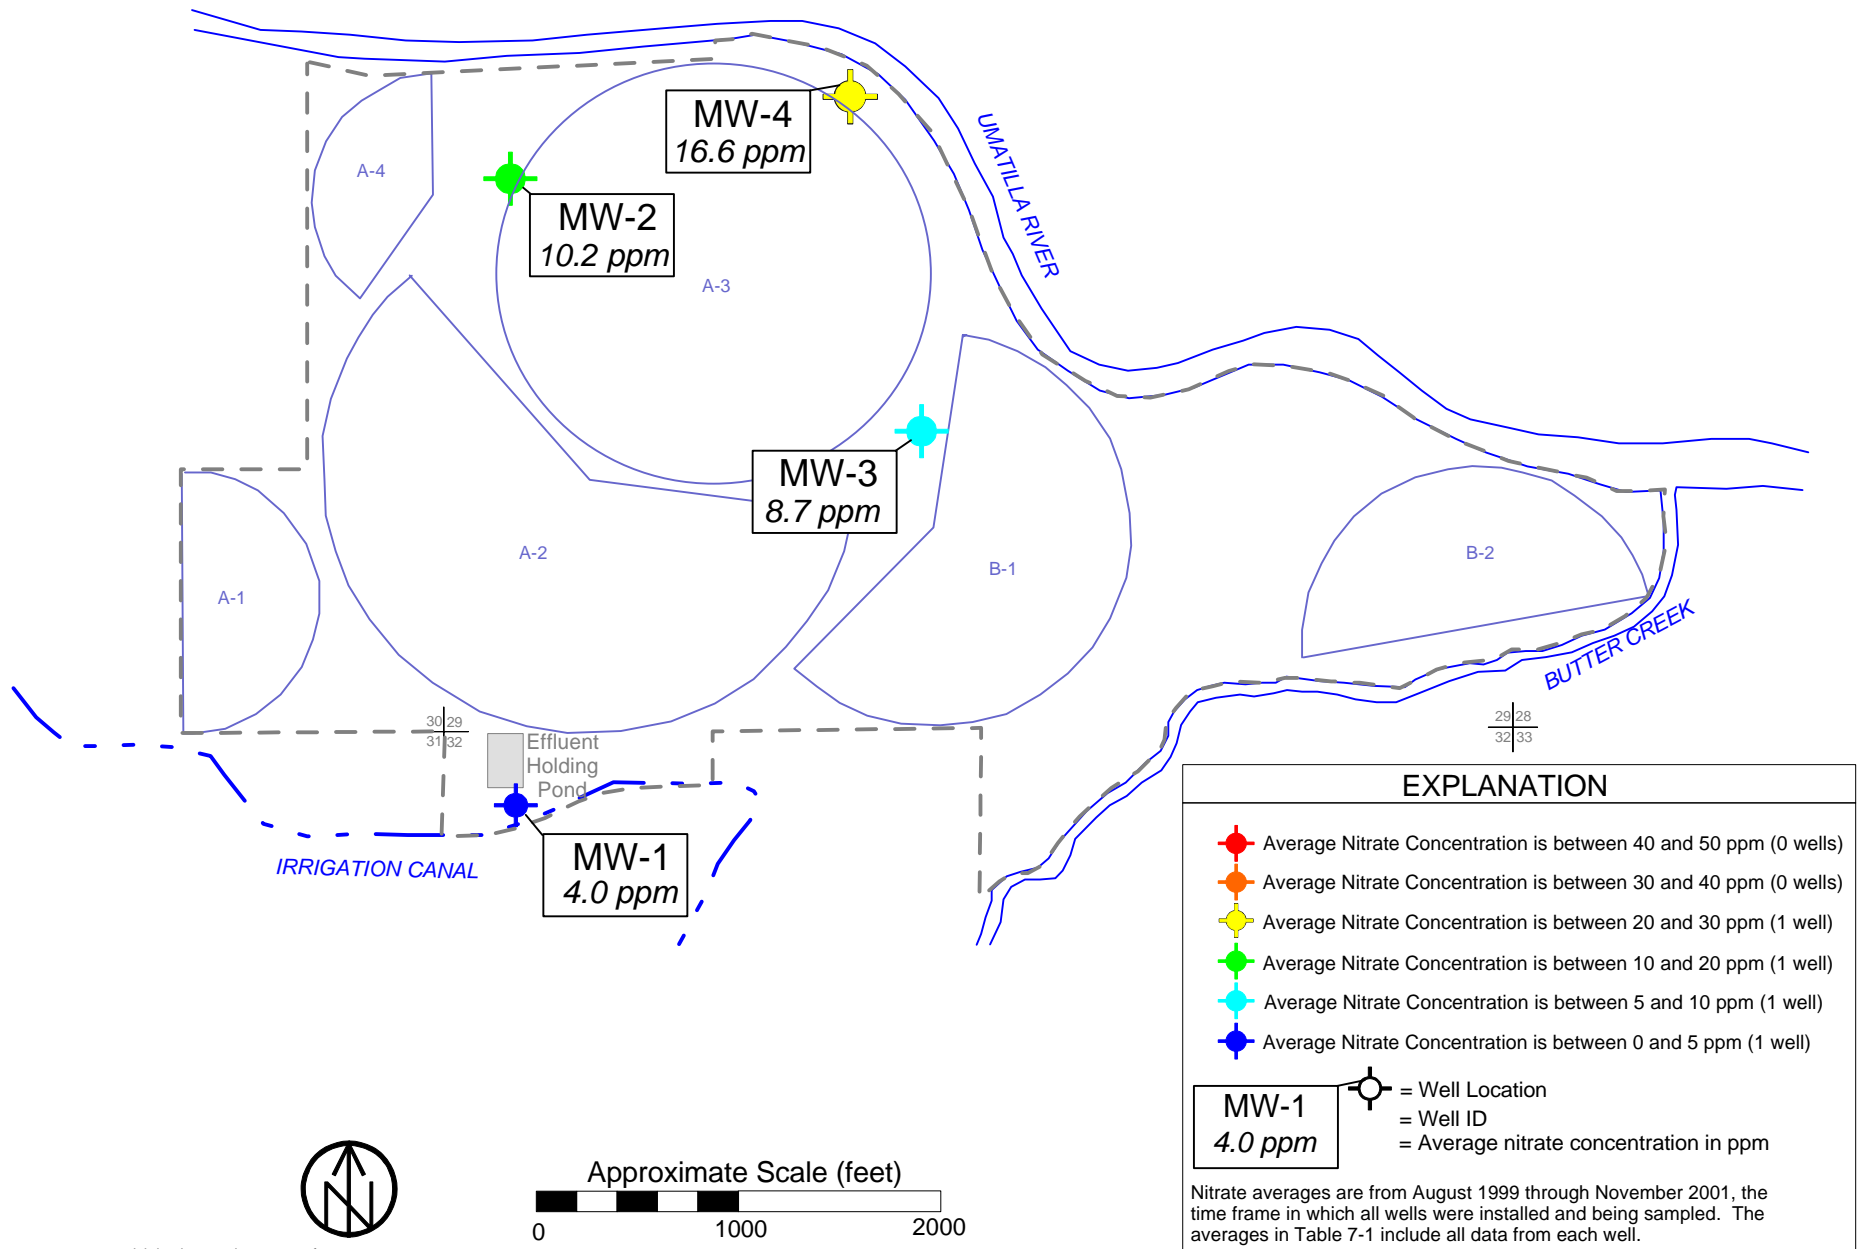 MW-4
16.6 ppm
UMATILLA RIVER
A-4
MW-2
10.2 ppm
A-3
MW-3
8.7 ppm
A-2
B-1
B-2
A-1
BUTTER CREEK
30 29
31 32
29 28
32 33
Effluent
Holding
Pond
IRRIGATION CANAL
MW-1
4.0 ppm
EXPLANATION
Average Nitrate Concentration is between 40 and 50 ppm (0 wells)
Average Nitrate Concentration is between 30 and 40 ppm (0 wells)
Average Nitrate Concentration is between 20 and 30 ppm (1 well)
Average Nitrate Concentration is between 10 and 20 ppm (1 well)
Average Nitrate Concentration is between 5 and 10 ppm (1 well)
Average Nitrate Concentration is between 0 and 5 ppm (1 well)
MW-1
4.0 ppm
= Well Location
= Well ID
= Average nitrate concentration in ppm
Nitrate averages are from August 1999 through November 2001, the
time frame in which all wells were installed and being sampled. The
averages in Table 7-1 include all data from each well.
N
Approximate Scale (feet)
0 1000 2000